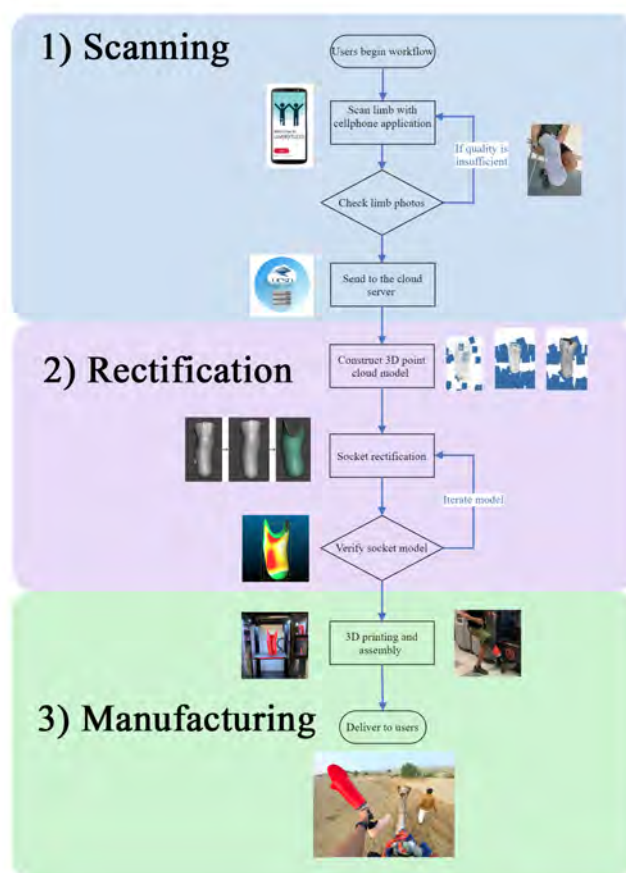 1) Scanning
Users begin workflow
Scan limb with
cellphone application
If quality is
insufficient
Check limb photos
Send to the cloud
server
2) Rectification
Construct 3D point
cloud model
Socket rectification
Iterate model
Verify socket model
3D printing and
assembly
3) Manufacturing
Deliver to users